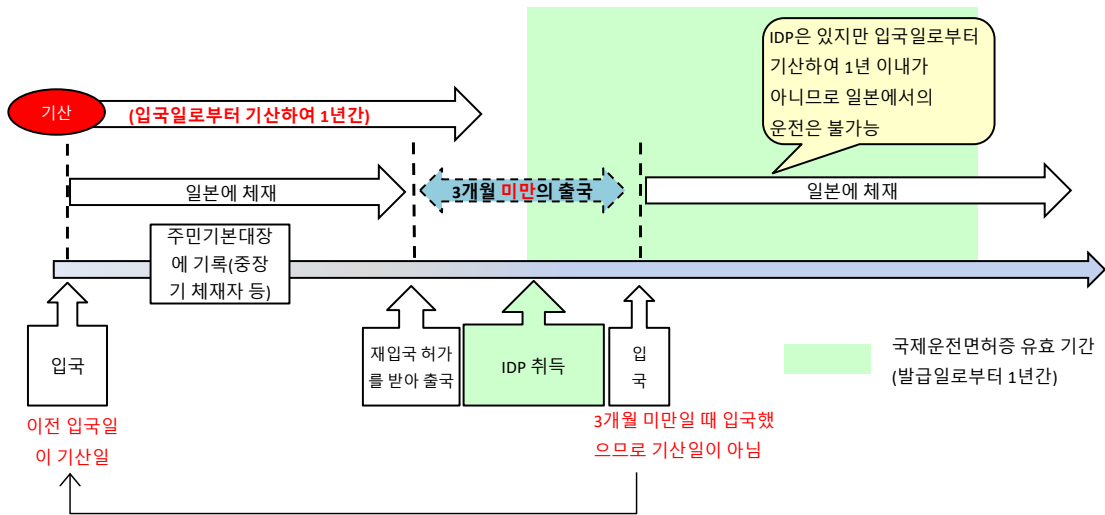 IDP은 있지만 입국일로부터
기산하여 1년 이내가
아니므로 일본에서의
운전은 불가능
기산
(입국일로부터 기산하여 1년간)
일본에 체재
3개월 미만의 출국
일본에 체재
주민기본대장
에 기록(중장
기 체재자 등)
입국
재입국 허가
를 받아 출국
IDP 취득
입
국
국제운전면허증 유효 기간
(발급일로부터 1년간)
이전 입국일
이 기산일
3개월 미만일 때 입국했
으므로 기산일이 아님